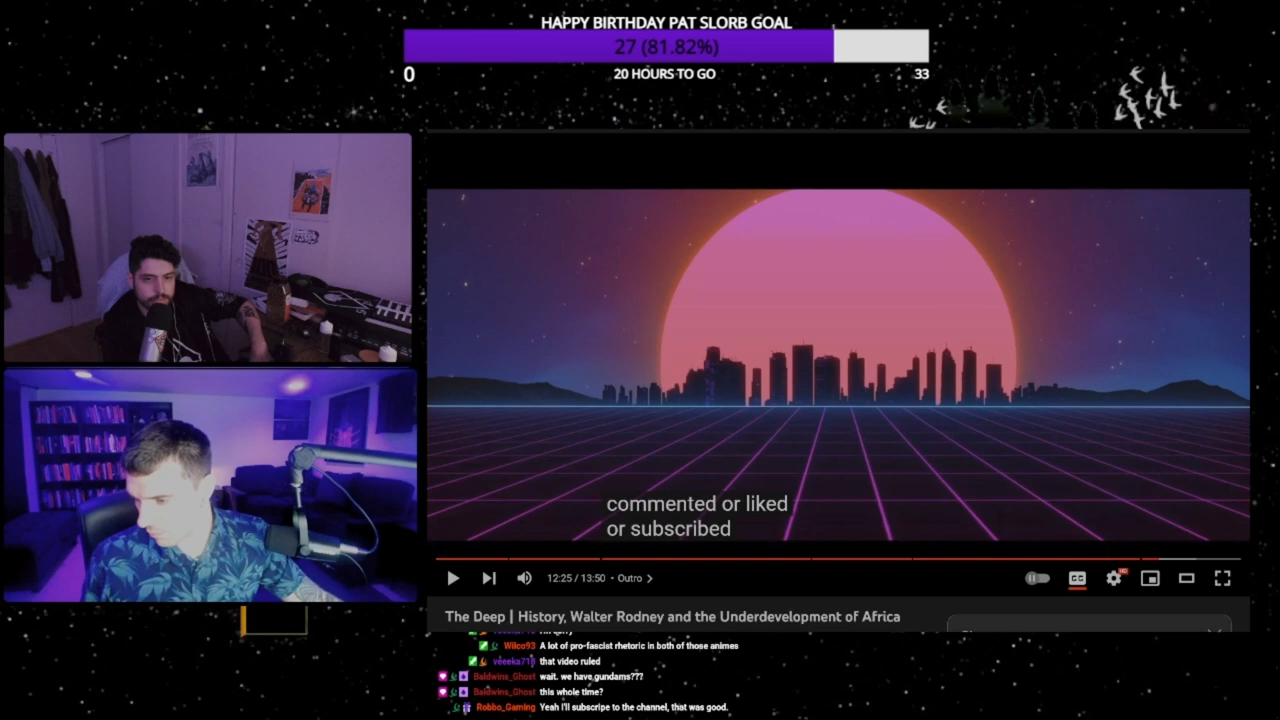 HAPPY BIRTHDAY PAT SLORB GOAL
27 (81.82%)
0
20 HOURS TO GO
33
commented or liked
or subscribed
12:25 / 13:50 • Outro
CC
HD
The Deep | History, Walter Rodney and the Underdevelopment of Africa
Wilco93 A lot of pro-fascist rhetoric in both of those animes
that video ruled
Baldwins_Ghost wait. we have gundams???
Baldwins_Ghost this whole time?
Robbo_Gaming Yeah I'll subscripe to the channel, that was good.